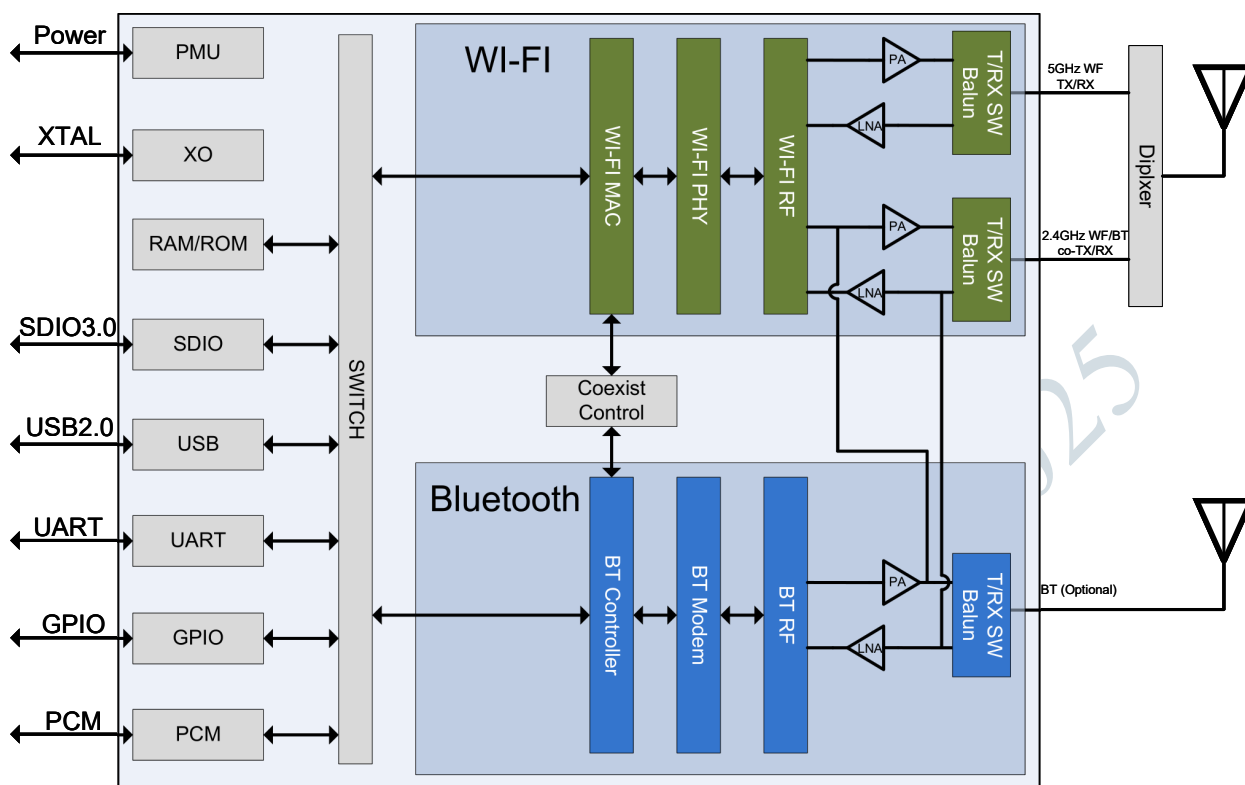 Power
PMU
XTAL
XO
RAM/ROM
SDIO3.0
SDIO
USB2.0
USB
UART
UART
GPIO
GPIO
PCM
PCM
SWITCH
WI-FI
WI-FI MAC
WI-FI PHY
WI-FI RF
PA
LNA
T/RX SW
Balun
PA
LNA
T/RX SW
Balun
5GHz WF
TX/RX
2.4GHz WF/BT
co-TX/RX
Diplxer
Coexist
Control
Bluetooth
BT Controller
BT Modem
BT RF
PA
LNA
T/RX SW
Balun
BT (Optional)